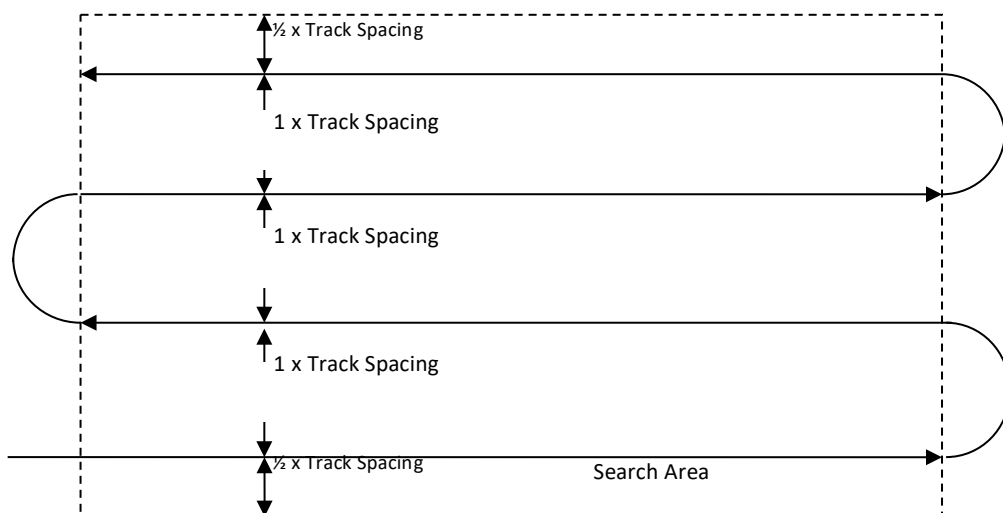 ½ x Track Spacing
1 x Track Spacing
1 x Track Spacing
1 x Track Spacing
½ x Track Spacing
Search Area